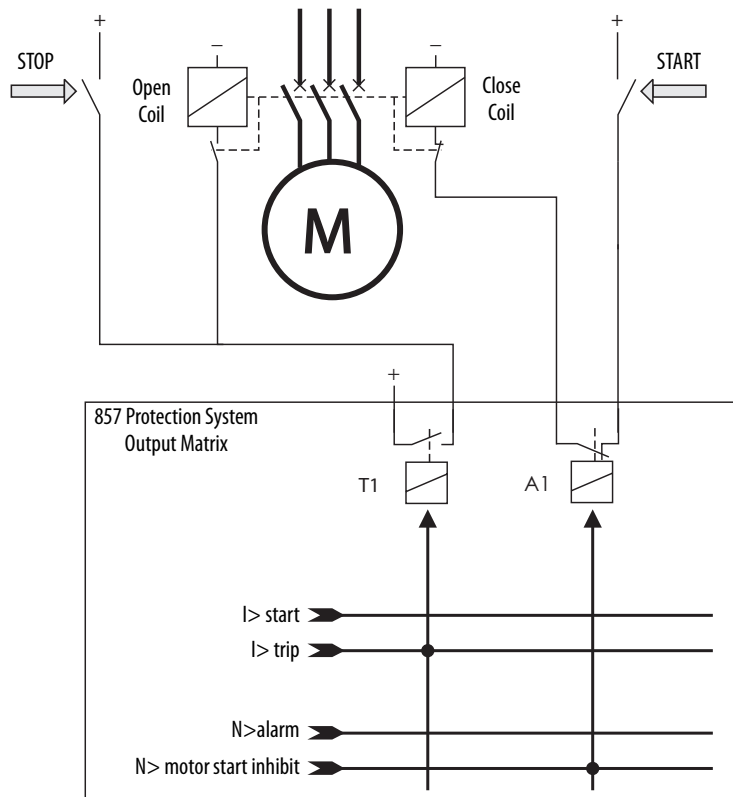 +
+
STOP
−
−
START
Open
Coil
Close
Coil
M
+
857 Protection System
Output Matrix
T1
A1
I> start
I> trip
N>alarm
N> motor start inhibit